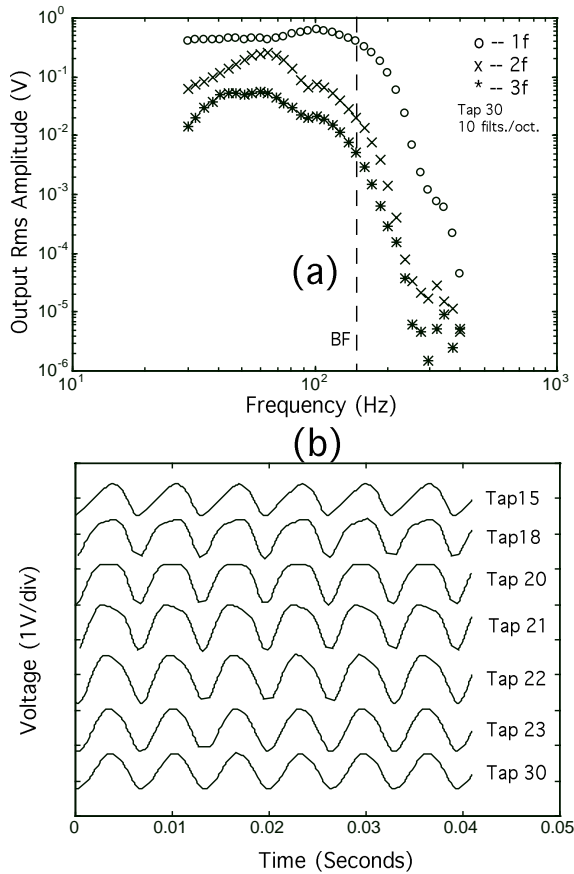 10^0
o -- 1f
x -- 2f
* -- 3f
Tap 30
10 filts./oct.
10^-1
10^-2
10^-3
10^-4
10^-5
10^-6
Output Rms Amplitude (V)
(a)
BF
10^1
10^2
10^3
Frequency (Hz)
(b)
Tap15
Tap18
Tap 20
Tap 21
Tap 22
Tap 23
Tap 30
Voltage (1V/div)
0
0.01
0.02
0.03
0.04
0.05
Time (Seconds)